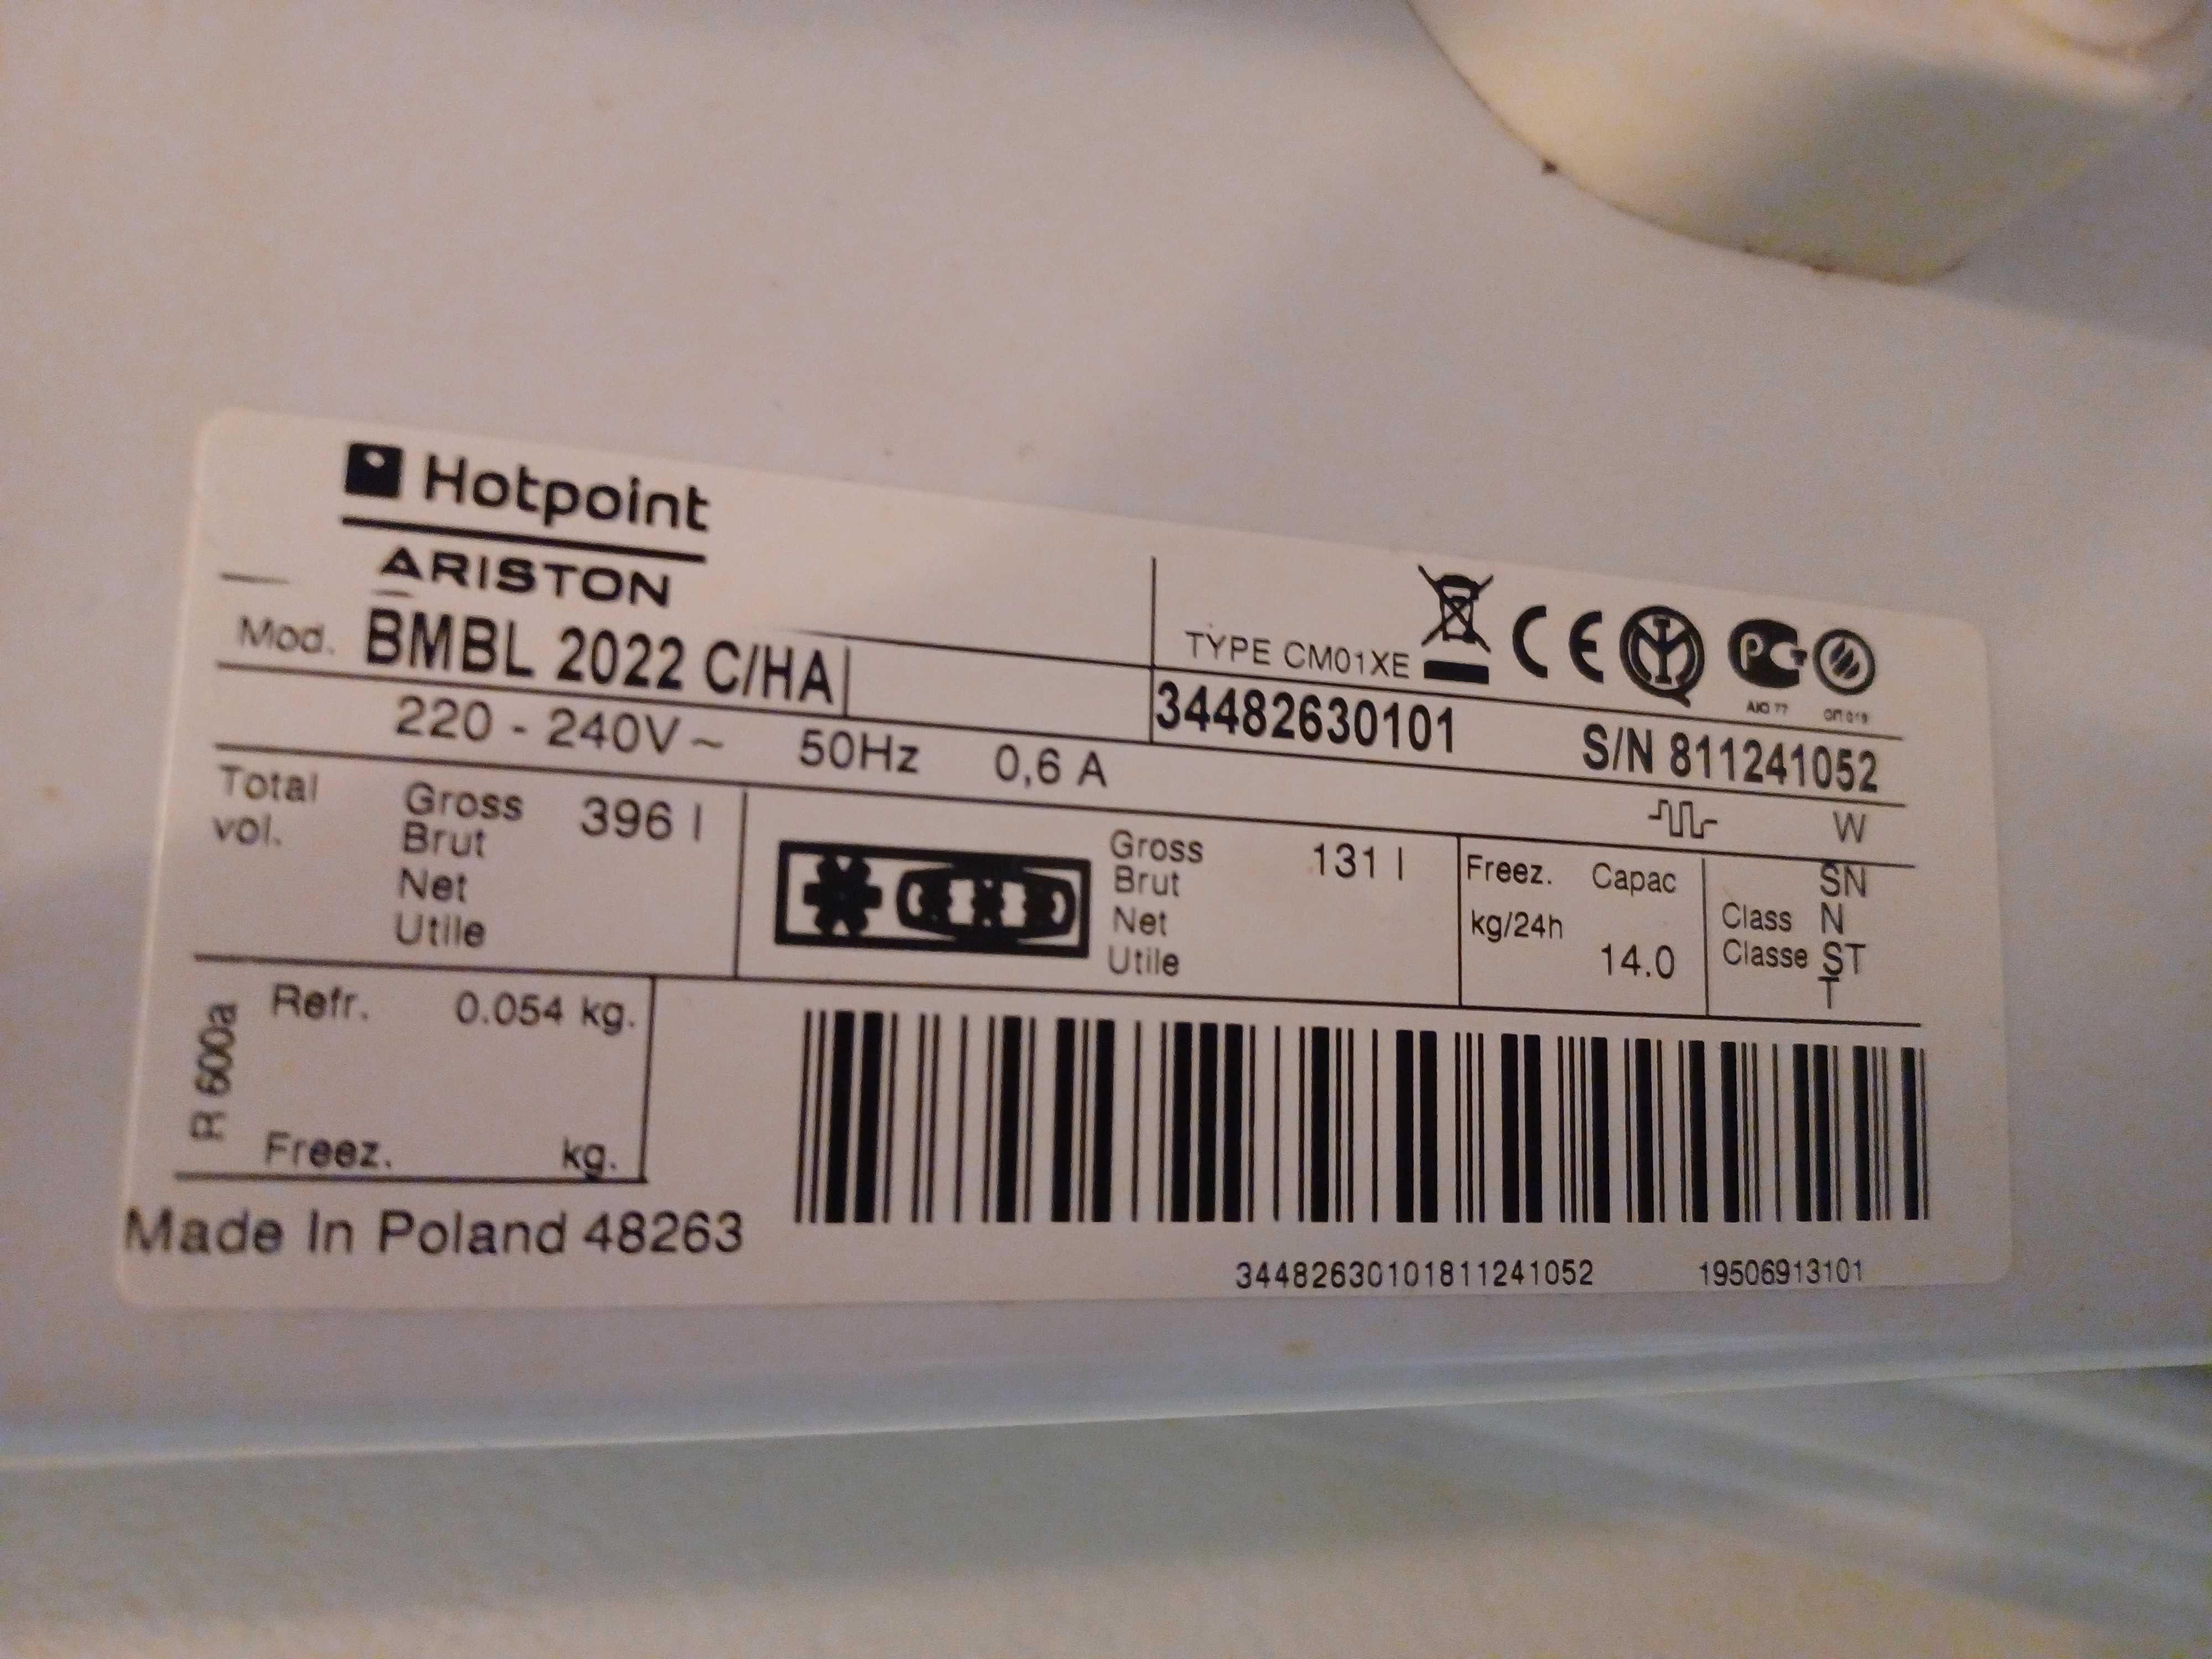 Hotpoint
ARISTON
Mod. BMBL 2022 C/HA
TYPE CM01XE
34482630101 S/N 811241052
220 - 240V ~ 50Hz 0,6 A
W
Total vol. Gross Brut Net Utile 396 l
Gross Brut Net Utile 131 l
Freez. Capac
kg/24h
14.0
Class Classe SN N ST T
R 600a
Refr. 0.054 kg.
Freez. kg.
Made In Poland 48263
34482630101811241052 19506913101